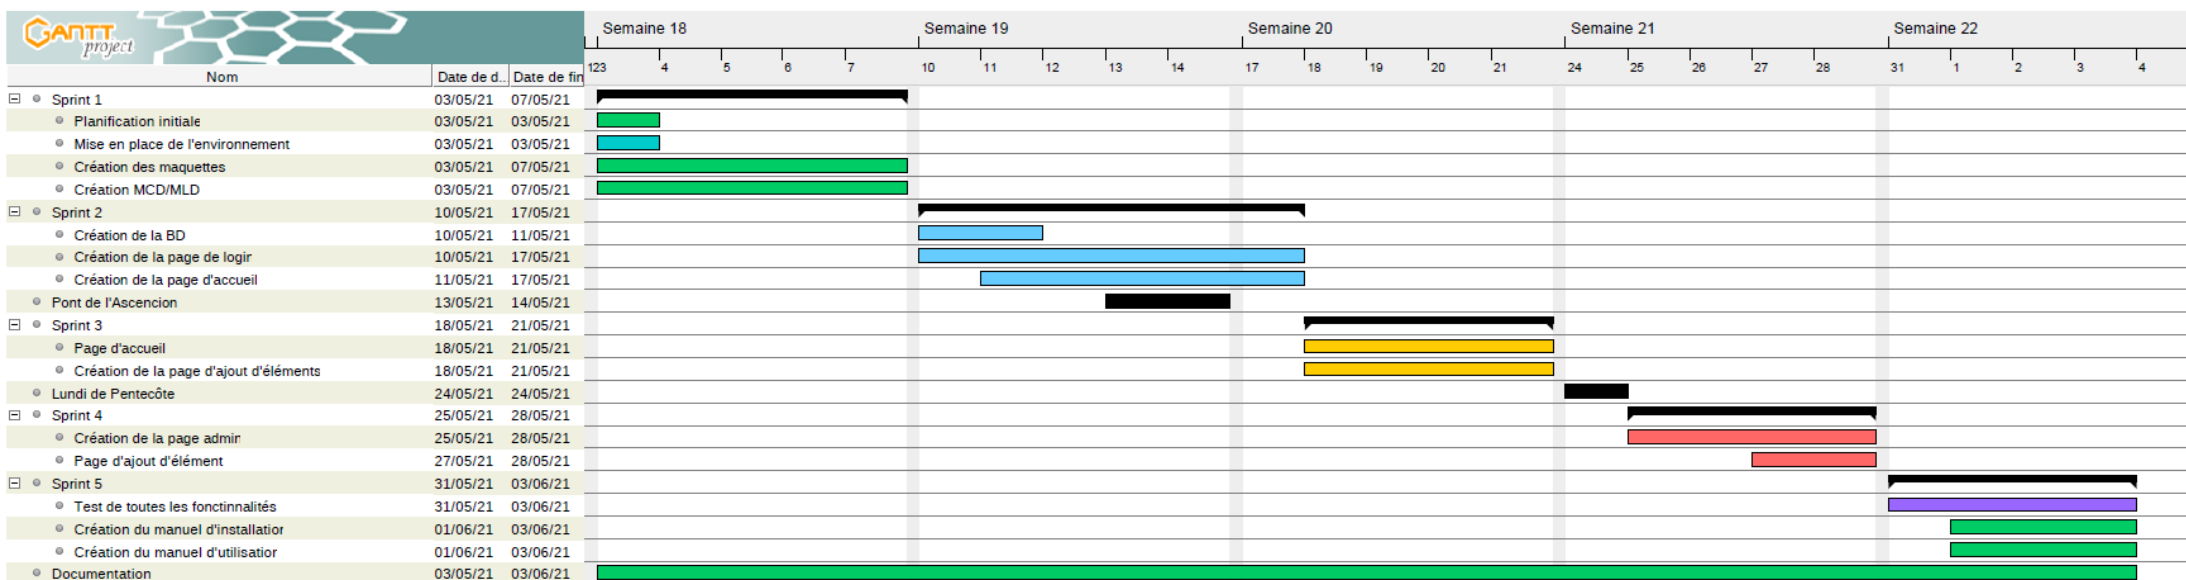 GANTT project
Semaine 18 Semaine 19 Semaine 20 Semaine 21 Semaine 22
Nom Date de d... Date de fin 123 4 5 6 7 10 11 12 13 14 17 18 19 20 21 24 25 26 27 28 31 1 2 3 4
Sprint 1 03/05/21 07/05/21
Planification initiale 03/05/21 03/05/21
Mise en place de l'environnement 03/05/21 03/05/21
Création des maquettes 03/05/21 07/05/21
Création MCD/MLD 03/05/21 07/05/21
Sprint 2 10/05/21 17/05/21
Création de la BD 10/05/21 11/05/21
Création de la page de login 10/05/21 17/05/21
Création de la page d'accueil 11/05/21 17/05/21
Pont de l'Ascencion 13/05/21 14/05/21
Sprint 3 18/05/21 21/05/21
Page d'accueil 18/05/21 21/05/21
Création de la page d'ajout d'éléments 18/05/21 21/05/21
Lundi de Pentecôte 24/05/21 24/05/21
Sprint 4 25/05/21 28/05/21
Création de la page admin 25/05/21 28/05/21
Page d'ajout d'élément 27/05/21 28/05/21
Sprint 5 31/05/21 03/06/21
Test de toutes les fonctinnalités 31/05/21 03/06/21
Création du manuel d'installation 01/06/21 03/06/21
Création du manuel d'utilisation 01/06/21 03/06/21
Documentation 03/05/21 03/06/21